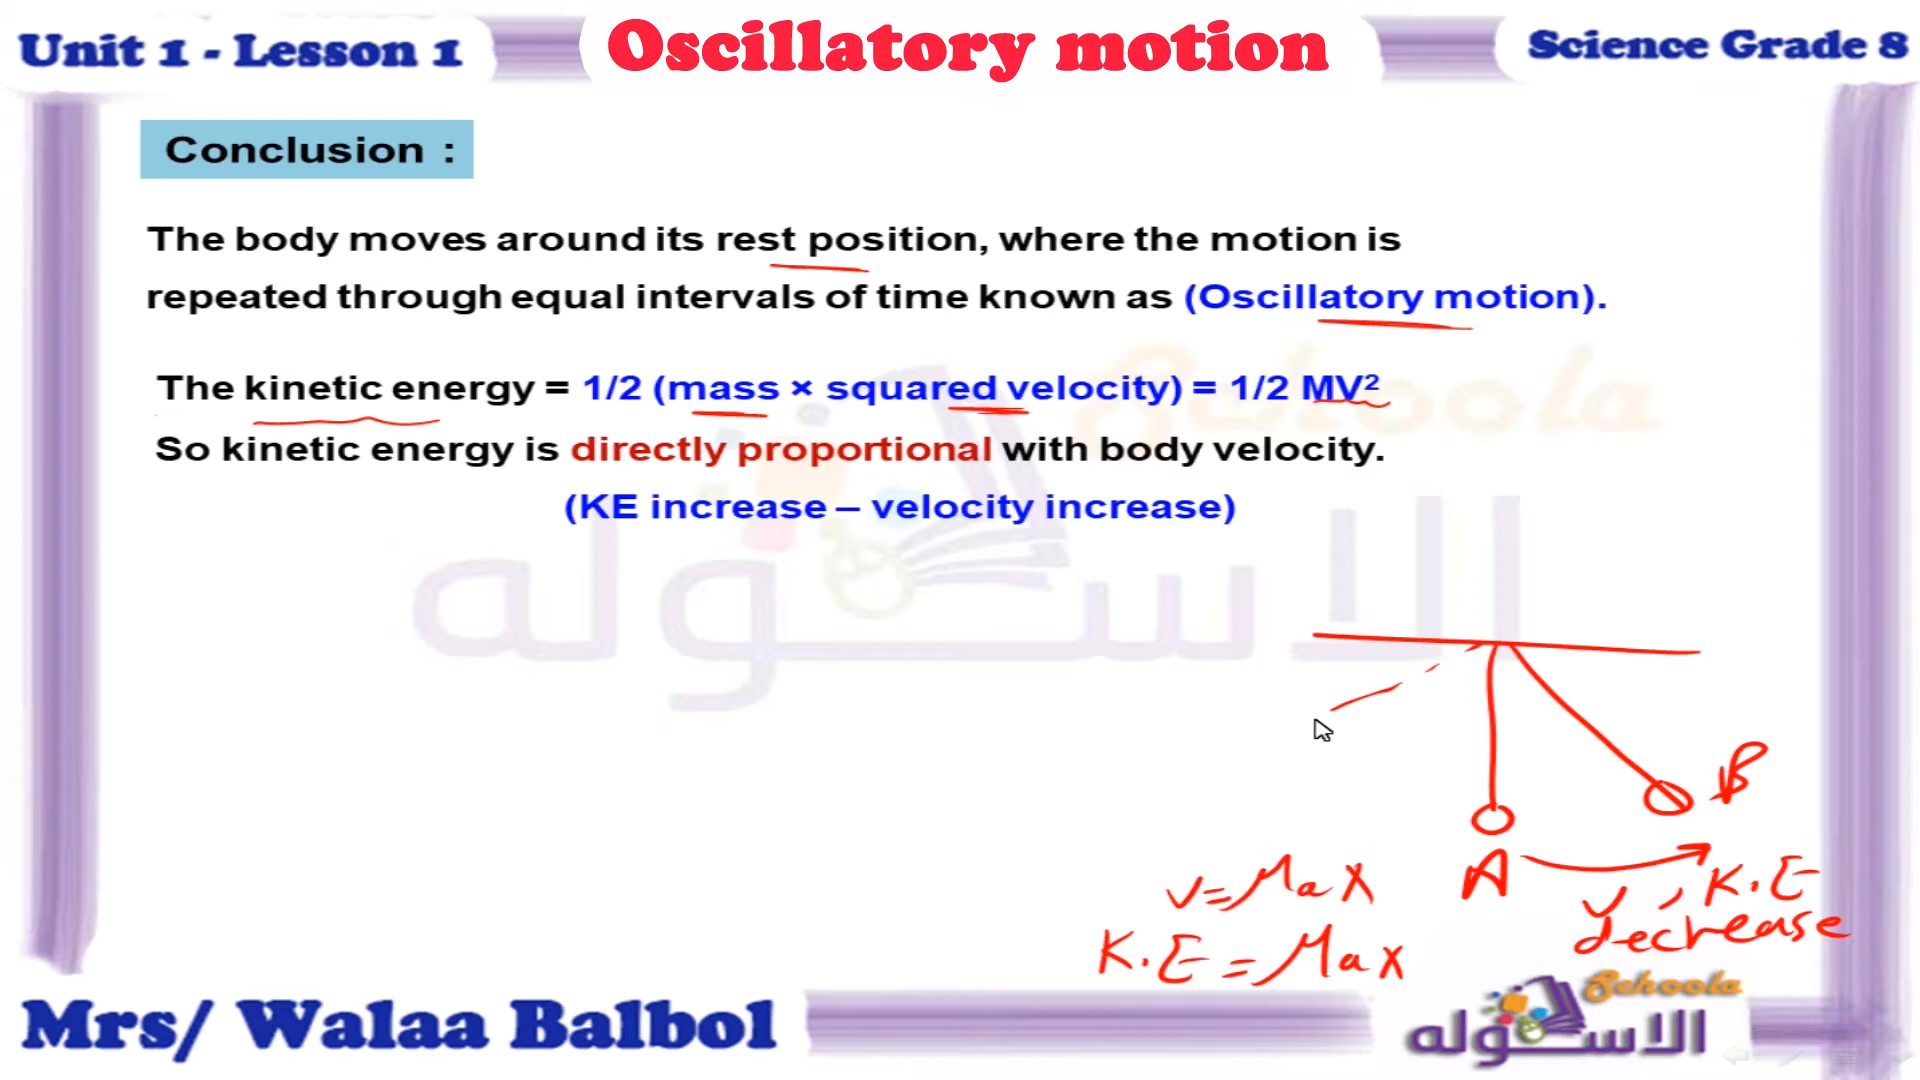 Unit 1 - Lesson 1
Oscillatory motion
Science Grade 8
Conclusion :
The body moves around its rest position, where the motion is
repeated through equal intervals of time known as (Oscillatory motion).
The kinetic energy = 1/2 (mass × squared velocity) = 1/2 MV²
So kinetic energy is directly proportional with body velocity.
(KE increase – velocity increase)
Schoola
الاسكوله
B
A
v = Max
K.E = Max
v , K.E
decrease
Mrs/ Walaa Balbol
Schoola
الاسكوله